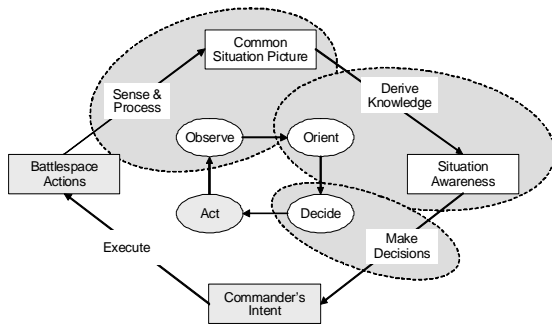 Common
Situation Picture
Sense &
Process
Derive
Knowledge
Observe
Orient
Battlespace
Actions
Situation
Awareness
Act
Decide
Execute
Make
Decisions
Commander's
Intent